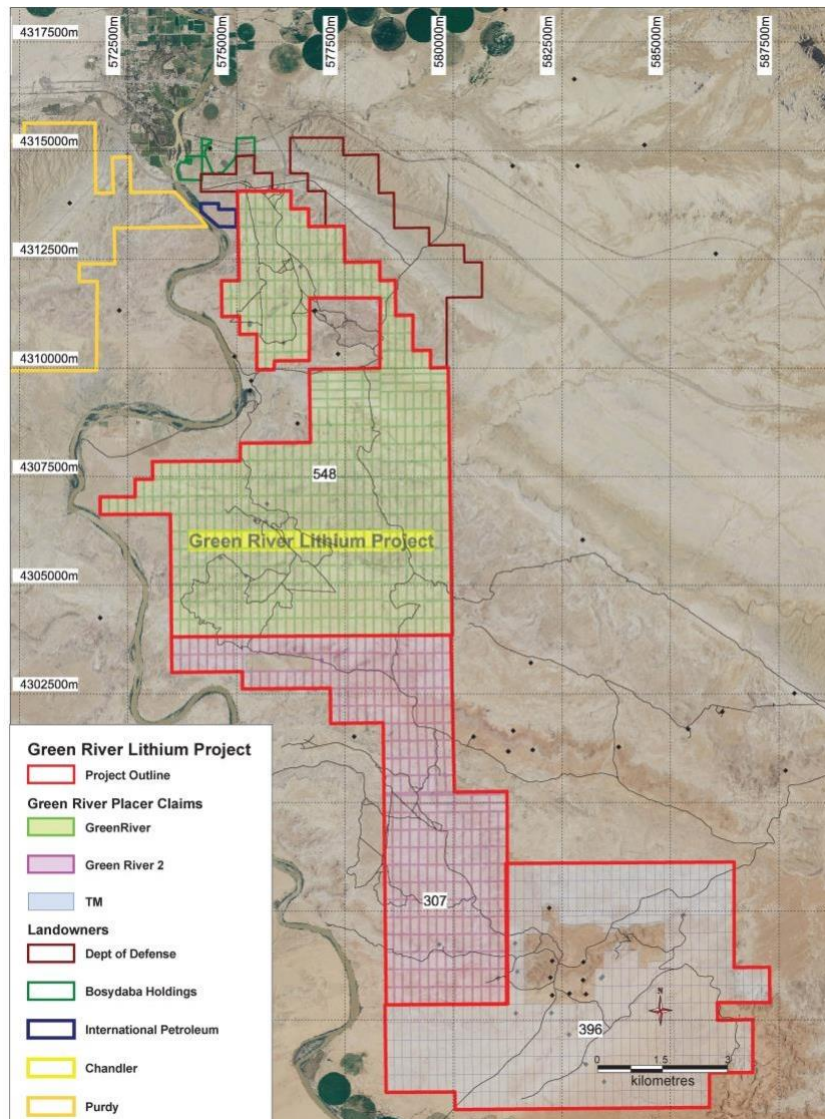 4317500m
572500m
575000m
577500m
580000m
582500m
585000m
587500m
4315000m
4312500m
4310000m
4307500m
548
Green River Lithium Project
4305000m
4302500m
Green River Lithium Project
Project Outline
Green River Placer Claims
GreenRiver
Green River 2
TM
Landowners
Dept of Defense
Bosydaba Holdings
International Petroleum
Chandler
Purdy
307
N
396
0 1.5 3
kilometres